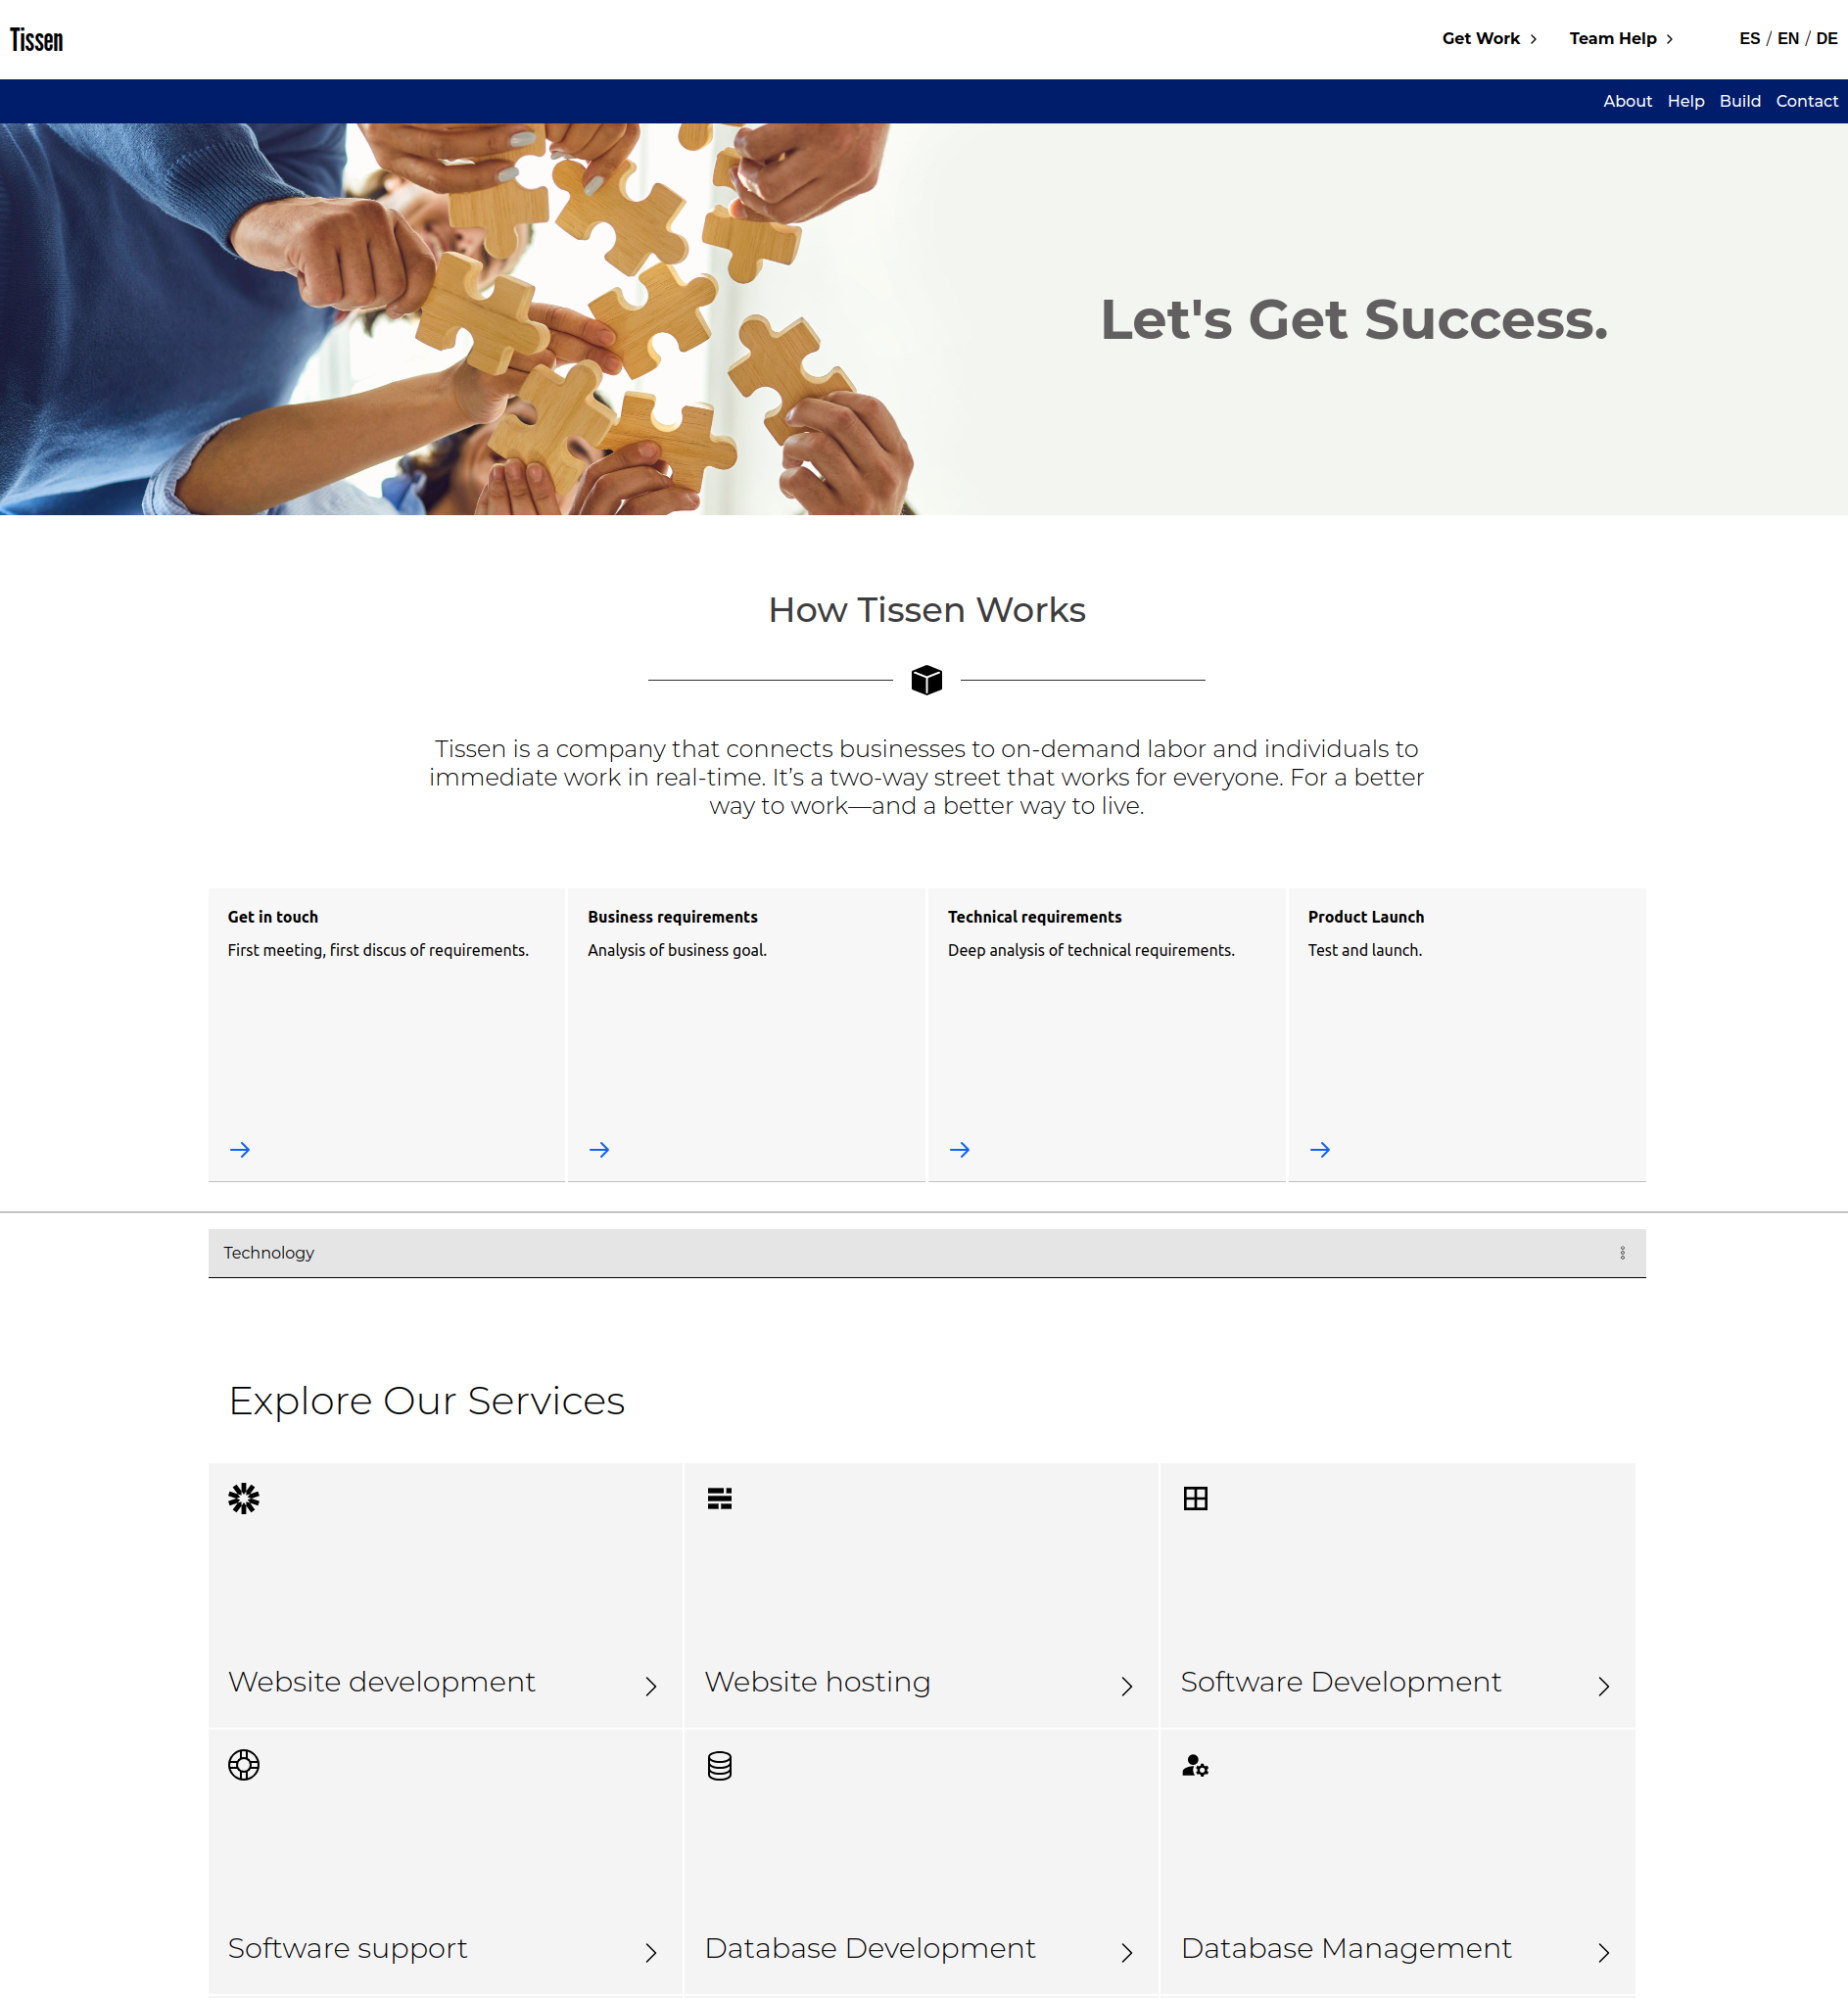 Tissen
Get Work
Team Help
ES / EN / DE
About Help Build Contact
Let's Get Success.
How Tissen Works
Tissen is a company that connects businesses to on-demand labor and individuals to
immediate work in real-time. It’s a two-way street that works for everyone. For a better
way to work—and a better way to live.
Get in touch
First meeting, first discus of requirements.
Business requirements
Analysis of business goal.
Technical requirements
Deep analysis of technical requirements.
Product Launch
Test and launch.
Technology
Explore Our Services
Website development
Website hosting
Software Development
Software support
Database Development
Database Management